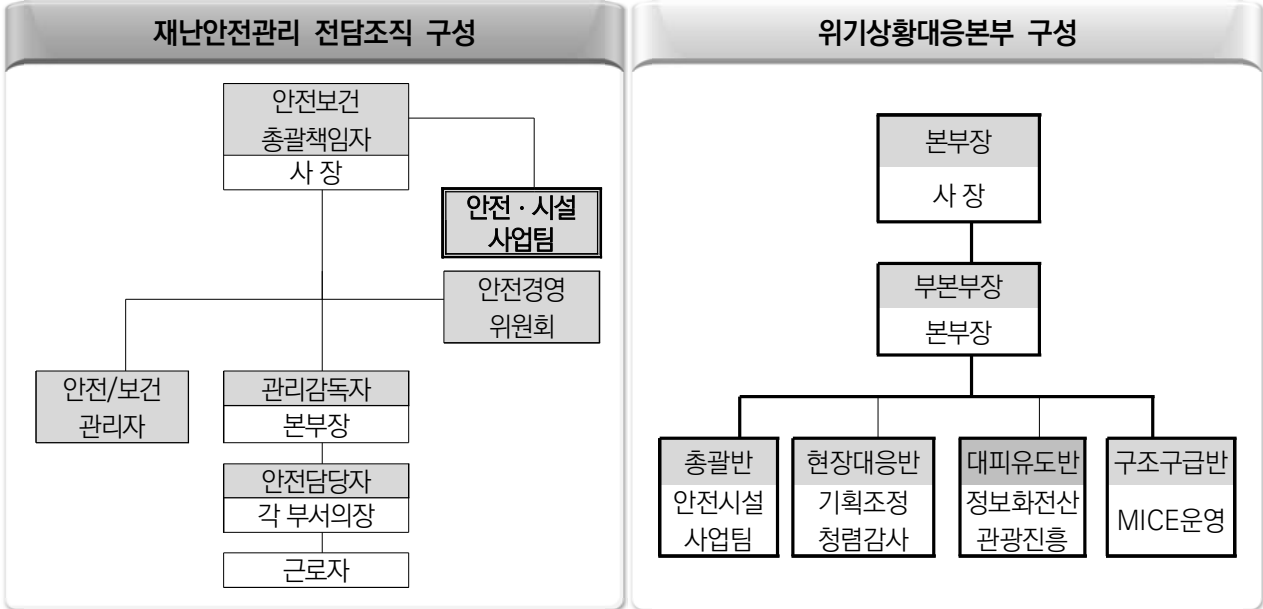 재난안전관리 전담조직 구성
안전보건
총괄책임자
사 장
안전·시설
사업팀
안전경영
위원회
안전/보건
관리자
관리감독자
본부장
안전담당자
각 부서의장
근로자
위기상황대응본부 구성
본부장
사 장
부본부장
본부장
총괄반
안전시설
사업팀
현장대응반
기획조정
청렴감사
대피유도반
정보화전산
관광진흥
구조구급반
MICE운영